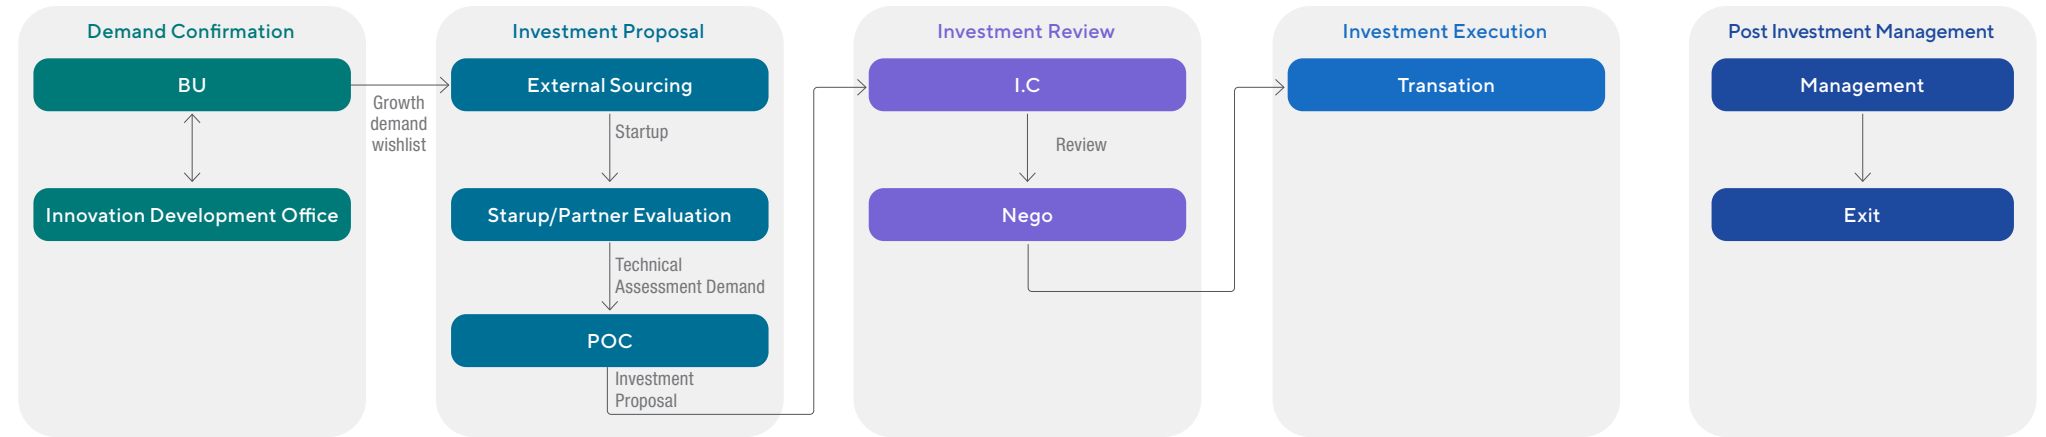 Demand Confirmation
BU
Innovation Development Office
Growth
demand
wishlist
Investment Proposal
External Sourcing
Startup
Starup/Partner Evaluation
Technical
Assessment Demand
POC
Investment
Proposal
Investment Review
I.C
Review
Nego
Investment Execution
Transation
Post Investment Management
Management
Exit